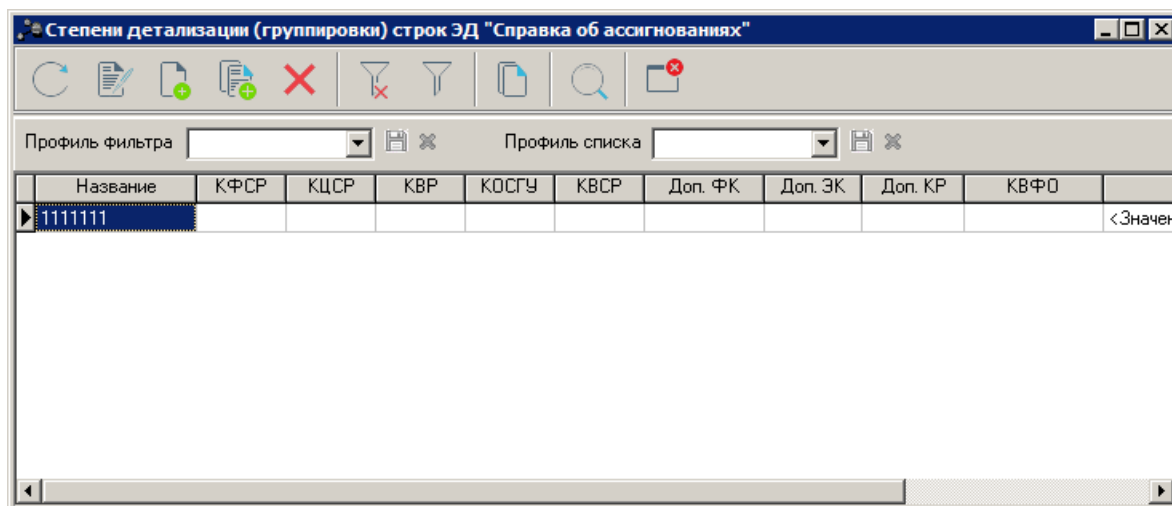 Степени детализации (группировки) строк ЭД "Справка об ассигнованиях"
Профиль фильтра Профиль списка
Название КФСР КЦСР КВР КОСГУ КВСР Доп. ФК Доп. ЭК Доп. КР КВФО
1111111 <Значен